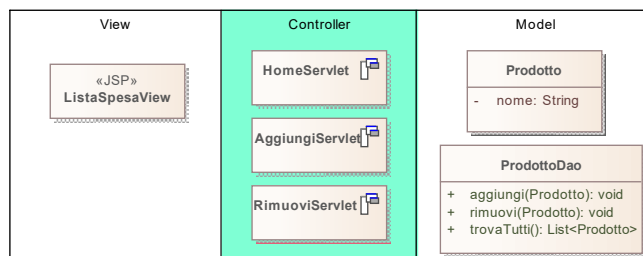 View
Controller
Model
«JSP»
ListaSpesaView
HomeServlet
AggiungiServlet
RimuoviServlet
Prodotto
- nome: String
ProdottoDao
+ aggiungi(Prodotto): void
+ rimuovi(Prodotto): void
+ trovaTutti(): List<Prodotto>